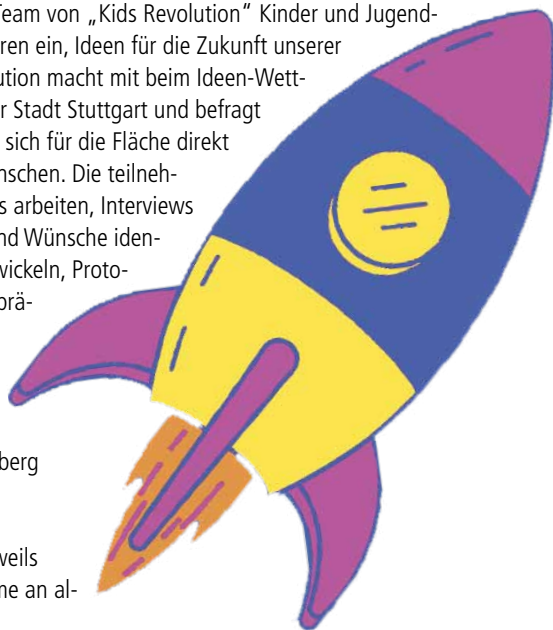 Team von „Kids Revolution“ Kinder und Jugend-
ren ein, Ideen für die Zukunft unserer
ution macht mit beim Ideen-Wett-
r Stadt Stuttgart und befragt
sich für die Fläche direkt
nschen. Die teilneh-
s arbeiten, Interviews
nd Wünsche iden-
wickeln, Proto-
prä-
berg
weils
me an al-